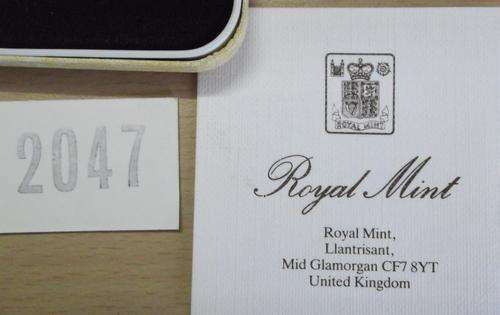 2047
ROYAL MINT
Royal Mint
Royal Mint,
Llantrisant,
Mid Glamorgan CF7 8YT
United Kingdom